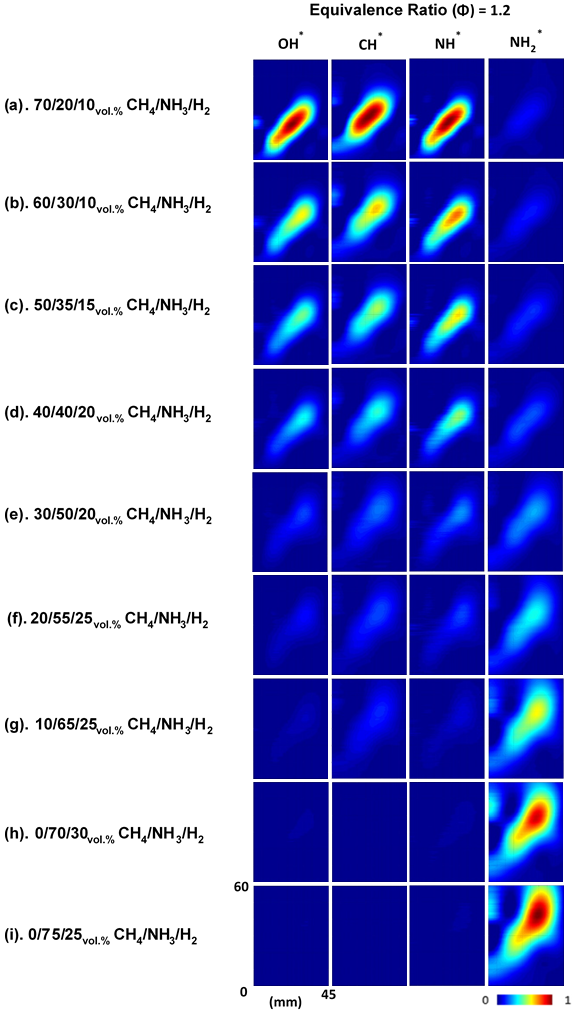 Equivalence Ratio (Φ) = 1.2
OH* CH* NH* NH2*
(a). 70/20/10vol.% CH4/NH3/H2
(b). 60/30/10vol.% CH4/NH3/H2
(c). 50/35/15vol.% CH4/NH3/H2
(d). 40/40/20vol.% CH4/NH3/H2
(e). 30/50/20vol.% CH4/NH3/H2
(f). 20/55/25vol.% CH4/NH3/H2
(g). 10/65/25vol.% CH4/NH3/H2
(h). 0/70/30vol.% CH4/NH3/H2
60
(i). 0/75/25vol.% CH4/NH3/H2
0 (mm) 45
0 1